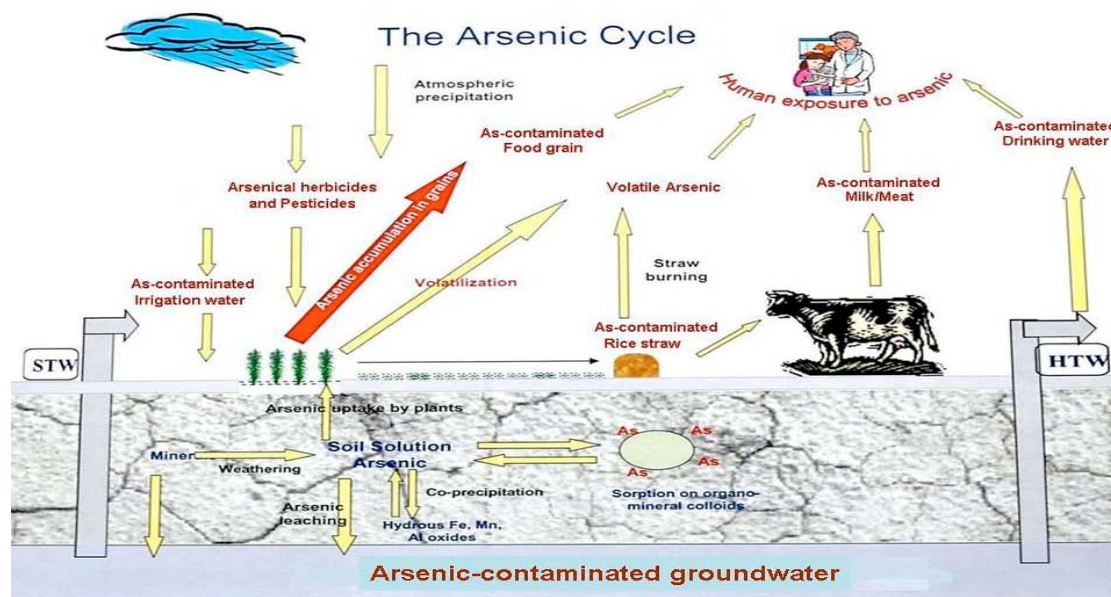 The Arsenic Cycle
Atmospheric
precipitation
Human exposure to arsenic
As-contaminated
Food grain
As-contaminated
Drinking water
Arsenical herbicides
and Pesticides
Arsenic accumulation in grains
Volatile Arsenic
As-contaminated
Milk/Meat
As-contaminated
Irrigation water
Volatilization
Straw
burning
As-contaminated
Rice straw
STW
HTW
Arsenic uptake by plants
Miner
Weathering
Soil Solution
Arsenic
As
As
As
As
Arsenic
leaching
Co-precipitation
Sorption on organo-
mineral colloids
Hydrous Fe, Mn,
Al oxides
Arsenic-contaminated groundwater